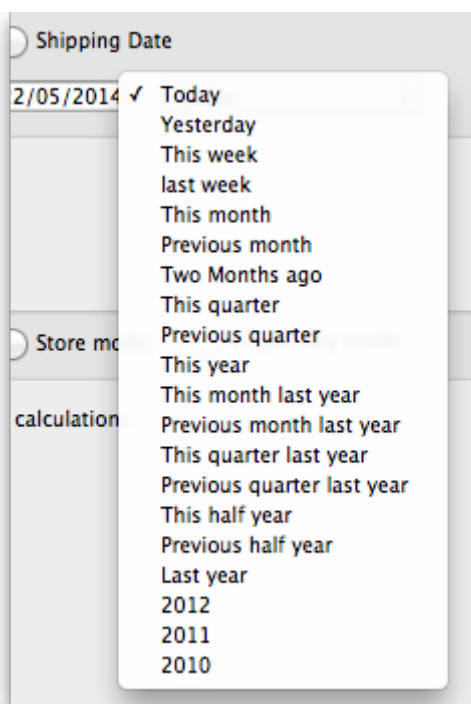 Shipping Date
2/05/2014 ✓ Today
Yesterday
This week
last week
This month
Previous month
Two Months ago
This quarter
Previous quarter
Store mo
This year
This month last year
calculation
Previous month last year
This quarter last year
Previous quarter last year
This half year
Previous half year
Last year
2012
2011
2010